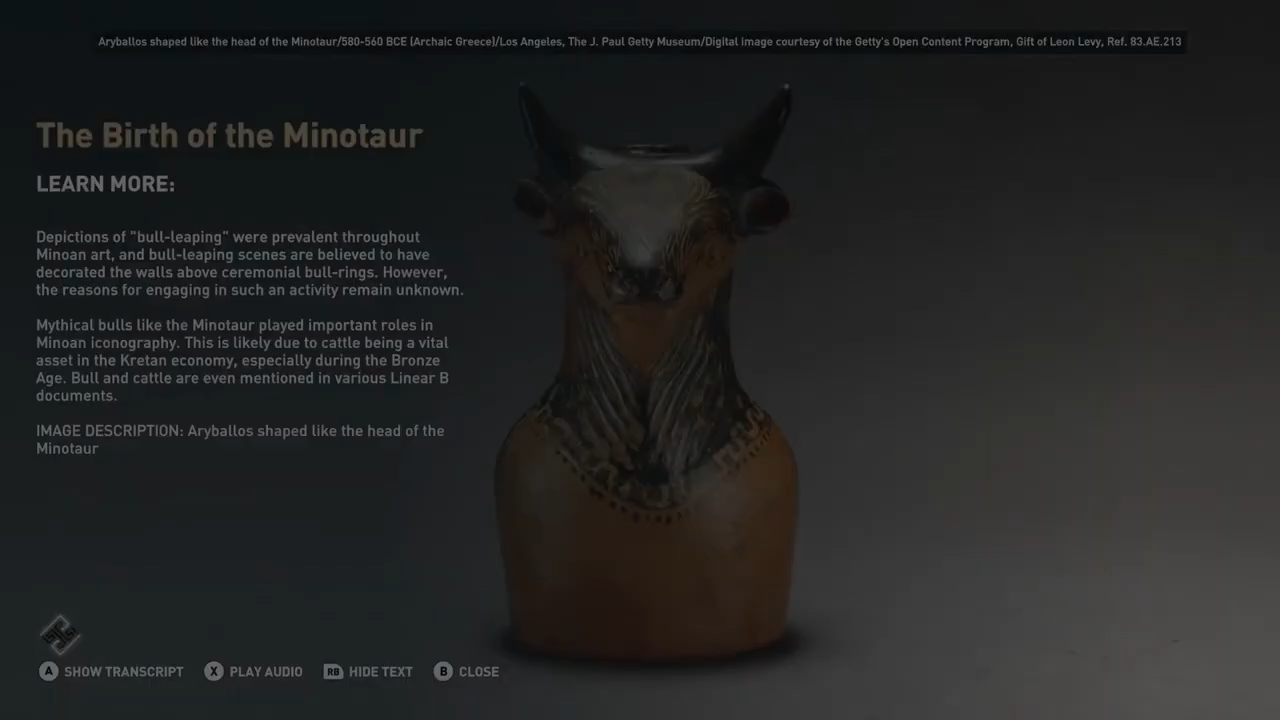 Aryballos shaped like the head of the Minotaur/580-560 BCE (Archaic Greece)/Los Angeles, The J. Paul Getty Museum/Digital image courtesy of the Getty's Open Content Program, Gift of Leon Levy, Ref. 83.AE.213
The Birth of the Minotaur
LEARN MORE:
Depictions of "bull-leaping" were prevalent throughout
Minoan art, and bull-leaping scenes are believed to have
decorated the walls above ceremonial bull-rings. However,
the reasons for engaging in such an activity remain unknown.
Mythical bulls like the Minotaur played important roles in
Minoan iconography. This is likely due to cattle being a vital
asset in the Kretan economy, especially during the Bronze
Age. Bull and cattle are even mentioned in various Linear B
documents.
IMAGE DESCRIPTION: Aryballos shaped like the head of the
Minotaur
A SHOW TRANSCRIPT X PLAY AUDIO RB HIDE TEXT B CLOSE